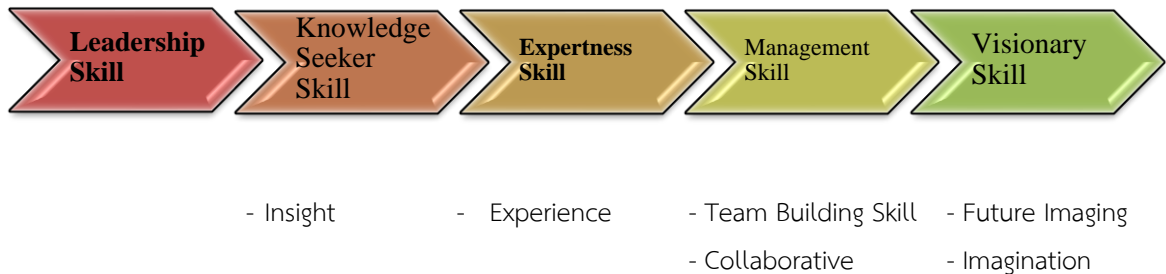 Leadership
Skill
Knowledge
Seeker
Skill
Expertness
Skill
Management
Skill
Visionary
Skill
- Insight
- Experience
- Team Building Skill
- Collaborative
- Future Imaging
- Imagination